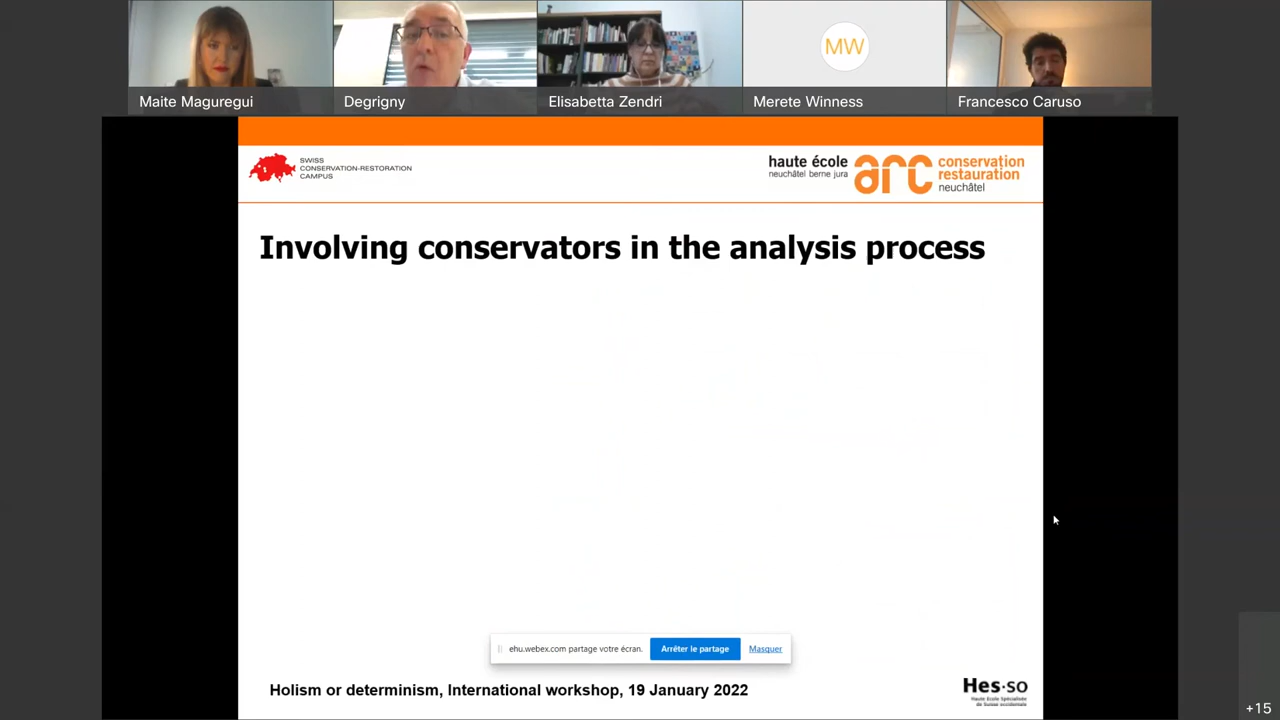 Maite Maguregui
Degrigny
Elisabetta Zendri
MW
Merete Winness
Francesco Caruso
SWISS
CONSERVATION-RESTORATION
CAMPUS
haute école
neuchâtel berne jura
arc
conservation
restauration
neuchâtel
Involving conservators in the analysis process
ehu.webex.com partage votre écran.
Arrêter le partage
Masquer
Holism or determinism, International workshop, 19 January 2022
Hes·so
Haute Ecole Spécialisée
de Suisse occidentale
+15